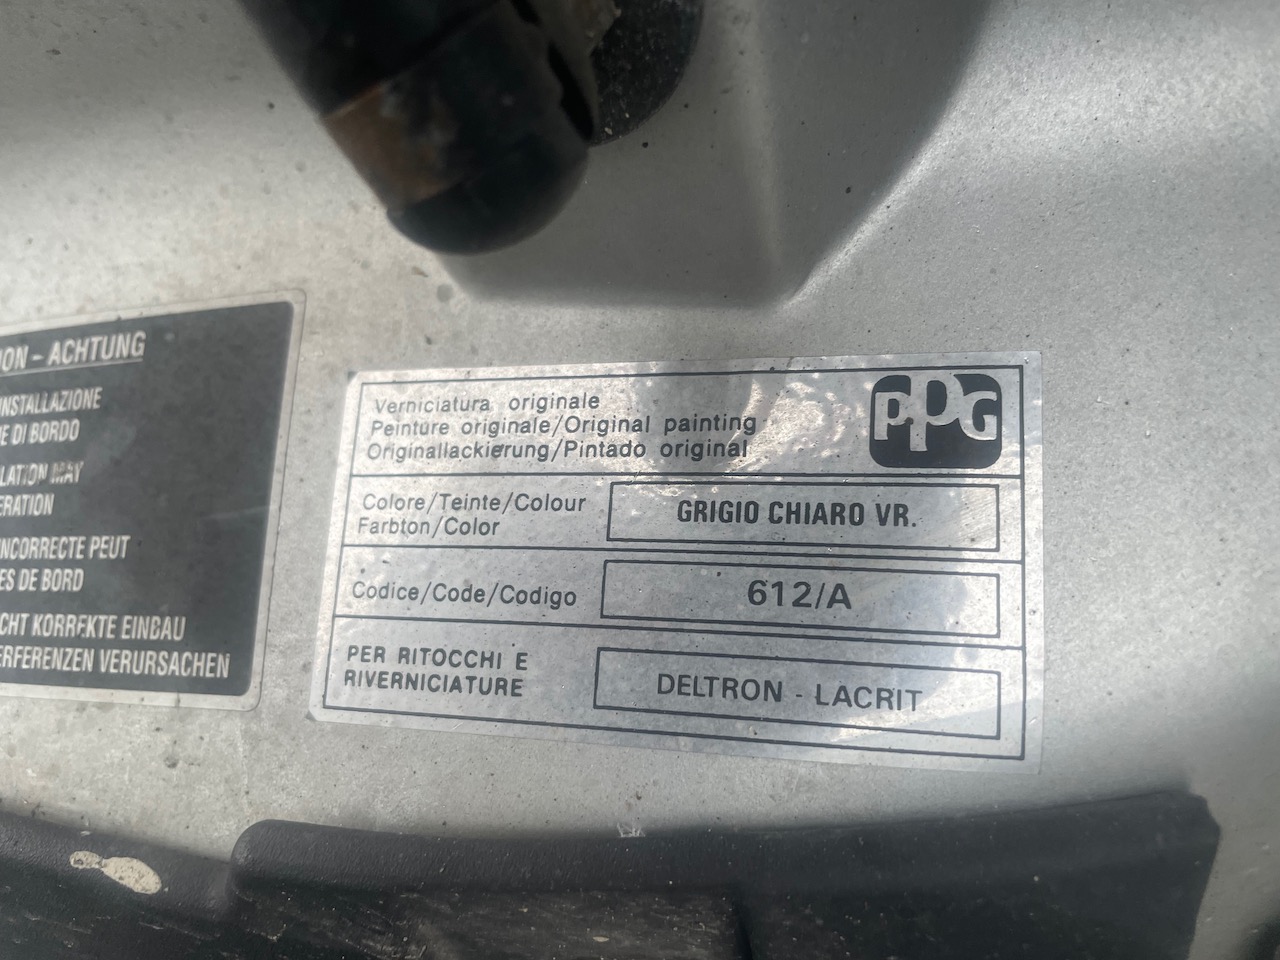 ION - ACHTUNG
INSTALLAZIONE
E DI BORDO
LATION MAY
ERATION
INCORRECTE PEUT
ES DE BORD
CHT KORREKTE EINBAU
ERFERENZEN VERURSACHEN
Verniciatura originale
Peinture originale/Original painting
Originallackierung/Pintado original
PPG
Colore/Teinte/Colour
Farbton/Color
GRIGIO CHIARO VR.
Codice/Code/Codigo
612/A
PER RITOCCHI E
RIVERNICIATURE
DELTRON - LACRIT